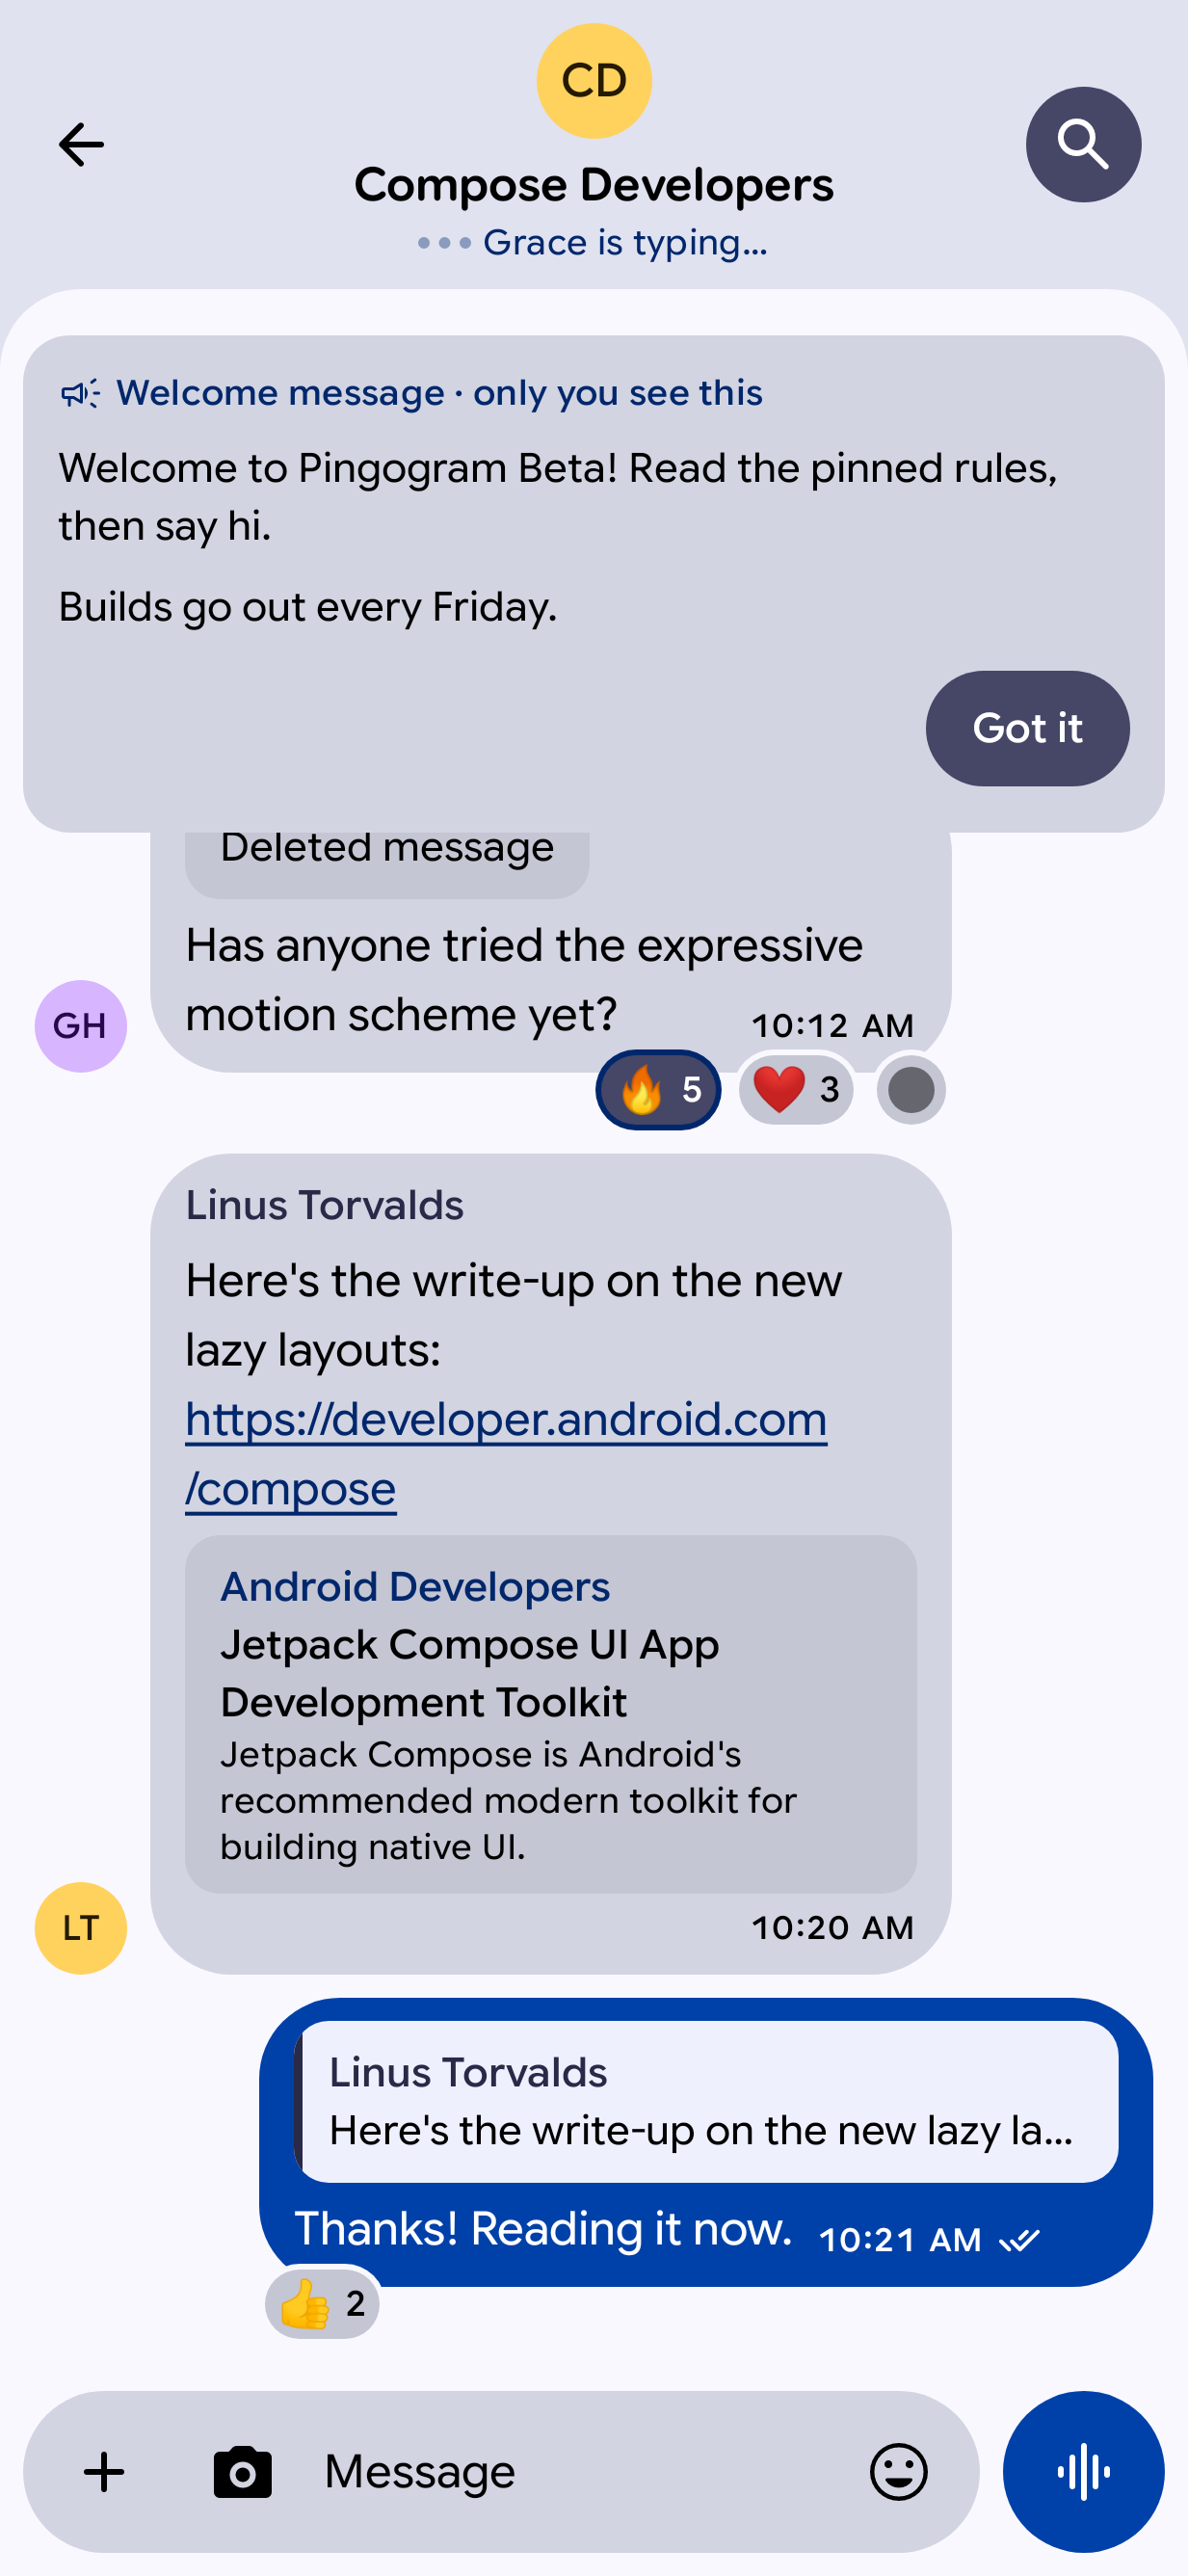 CD
Compose Developers
Grace is typing...
Welcome message · only you see this
Welcome to Pingogram Beta! Read the pinned rules,
then say hi.
Builds go out every Friday.
Got it
Deleted message
Has anyone tried the expressive
motion scheme yet?
10:12 AM
GH
🔥 5
❤️ 3
Linus Torvalds
Here's the write-up on the new
lazy layouts:
https://developer.android.com
/compose
Android Developers
Jetpack Compose UI App
Development Toolkit
Jetpack Compose is Android's
recommended modern toolkit for
building native UI.
LT
10:20 AM
Linus Torvalds
Here's the write-up on the new lazy la...
Thanks! Reading it now. 10:21 AM
👍 2
Message